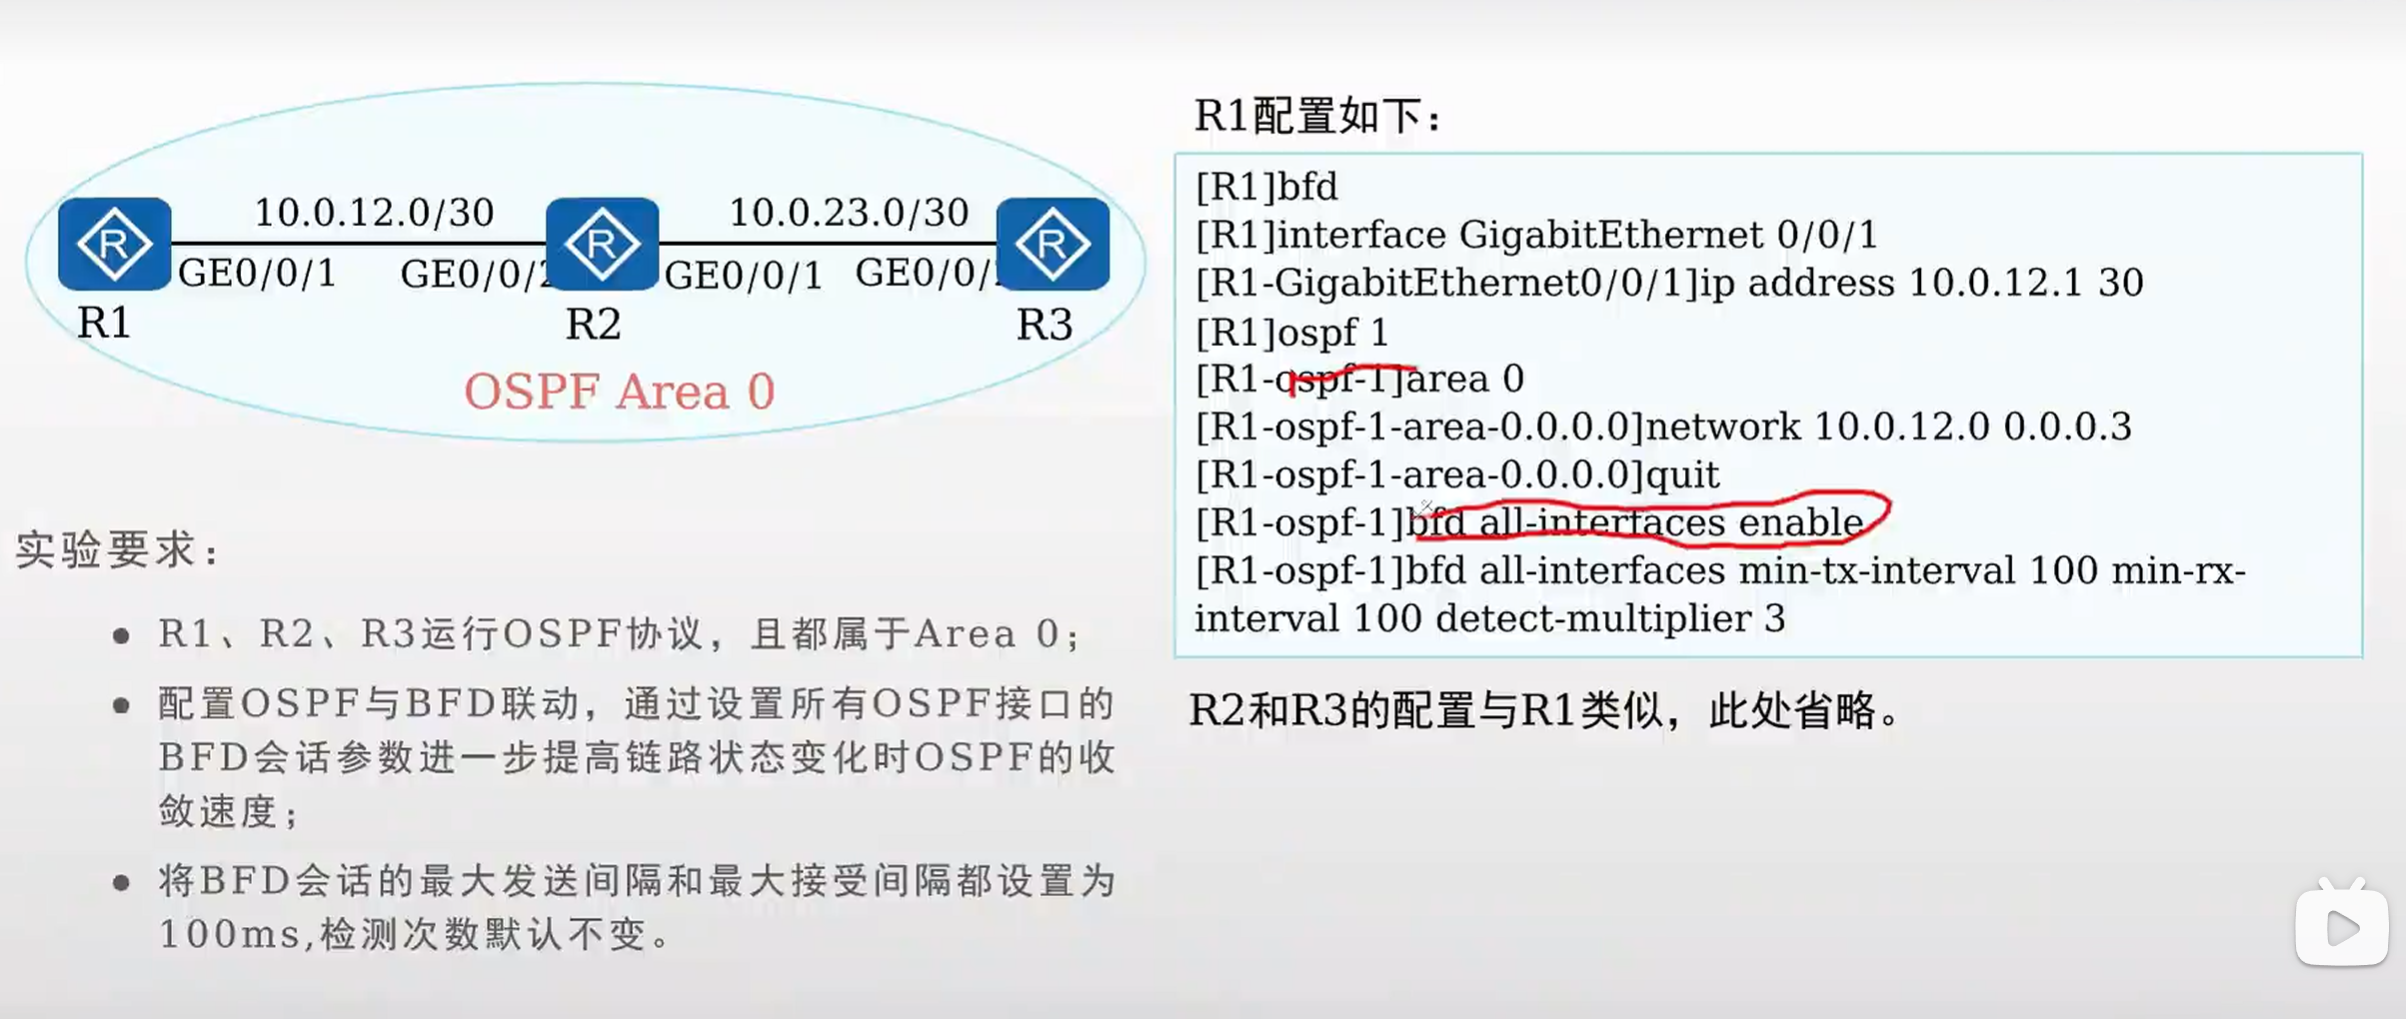 10.0.12.0/30
10.0.23.0/30
R
R
R
GE0/0/1
GE0/0/
GE0/0/1
GE0/0/
R1
R2
R3
OSPF Area 0
实验要求：
R1、R2、R3运行OSPF协议，且都属于Area 0；
配置OSPF与BFD联动，通过设置所有OSPF接口的
BFD会话参数进一步提高链路状态变化时OSPF的收
敛速度；
将BFD会话的最大发送间隔和最大接受间隔都设置为
100ms,检测次数默认不变。
R1配置如下：
[R1]bfd
[R1]interface GigabitEthernet 0/0/1
[R1-GigabitEthernet0/0/1]ip address 10.0.12.1 30
[R1]ospf 1
[R1-ospf-1]area 0
[R1-ospf-1-area-0.0.0.0]network 10.0.12.0 0.0.0.3
[R1-ospf-1-area-0.0.0.0]quit
[R1-ospf-1]bfd all-interfaces enable
[R1-ospf-1]bfd all-interfaces min-tx-interval 100 min-rx-
interval 100 detect-multiplier 3
R2和R3的配置与R1类似，此处省略。